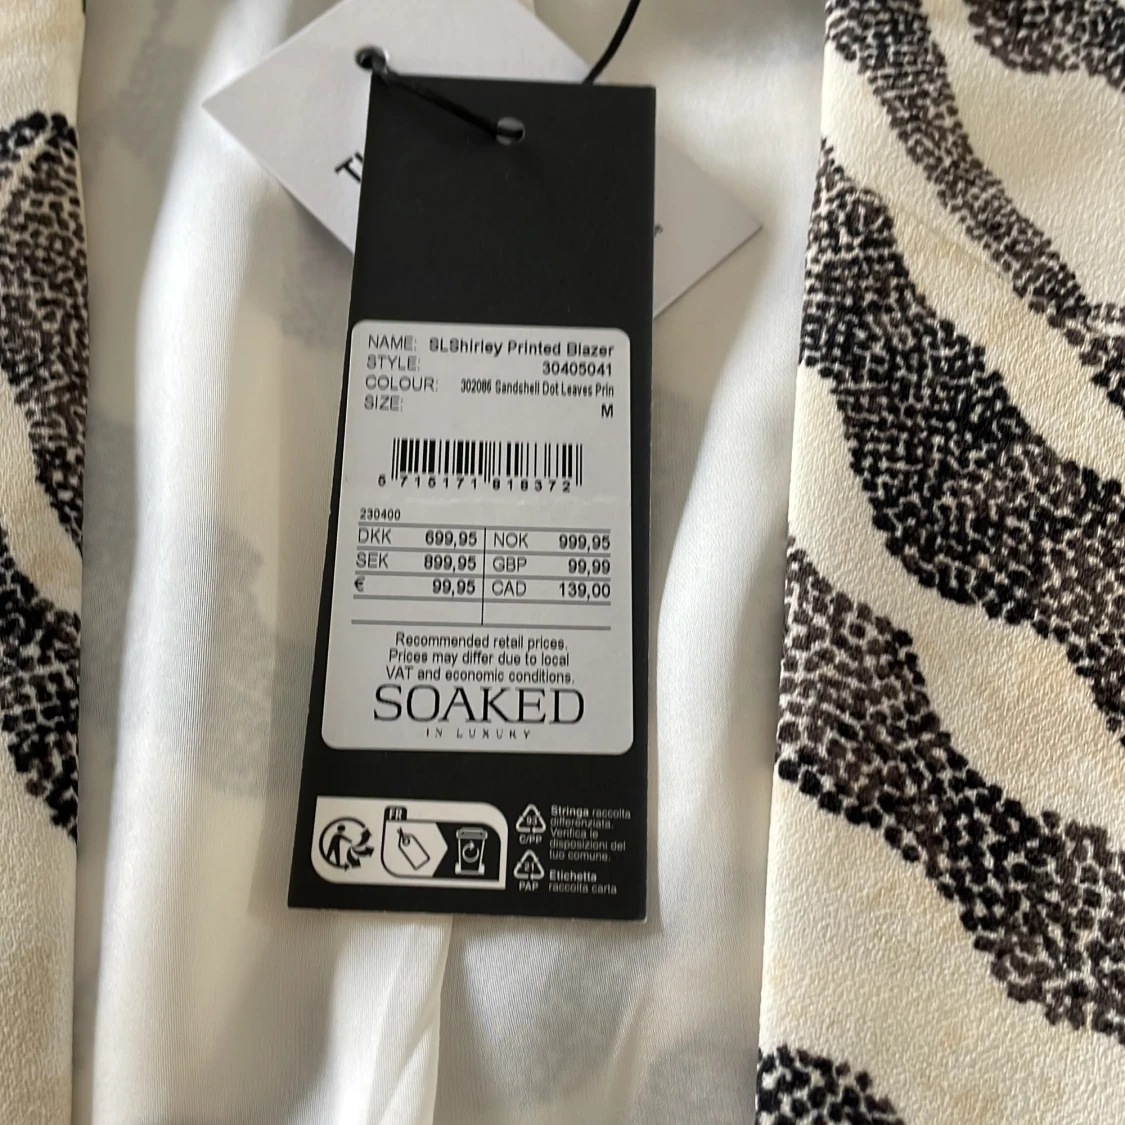 NAME: SLShirley Printed Blazer
STYLE: 30405041
COLOUR: 302086 Sandshell Dot Leaves Prin
SIZE: M
5 715171 818372
230400
DKK 699,95 NOK 999,95
SEK 899,95 GBP 99,99
€ 99,95 CAD 139,00
Recommended retail prices.
Prices may differ due to local
VAT and economic conditions.
SOAKED
IN LUXURY
FR
Stringa raccolta
differenziata.
Verifica le
disposizioni del
tuo comune.
C/PP
21
PAP
Etichetta
raccolta carta